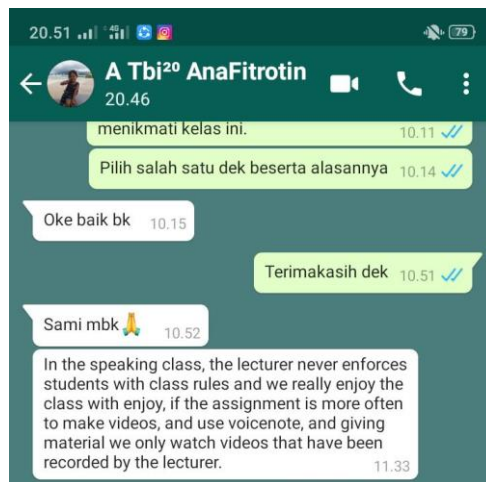 20.51 4G 79
A Tbi²⁰ AnaFitrotin
20.46
menikmati kelas ini. 10.11
Pilih salah satu dek beserta alasannya 10.14
Oke baik bk 10.15
Terimakasih dek 10.51
Sami mbk🙏 10.52
In the speaking class, the lecturer never enforces
students with class rules and we really enjoy the
class with enjoy, if the assignment is more often
to make videos, and use voicenote, and giving
material we only watch videos that have been
recorded by the lecturer. 11.33